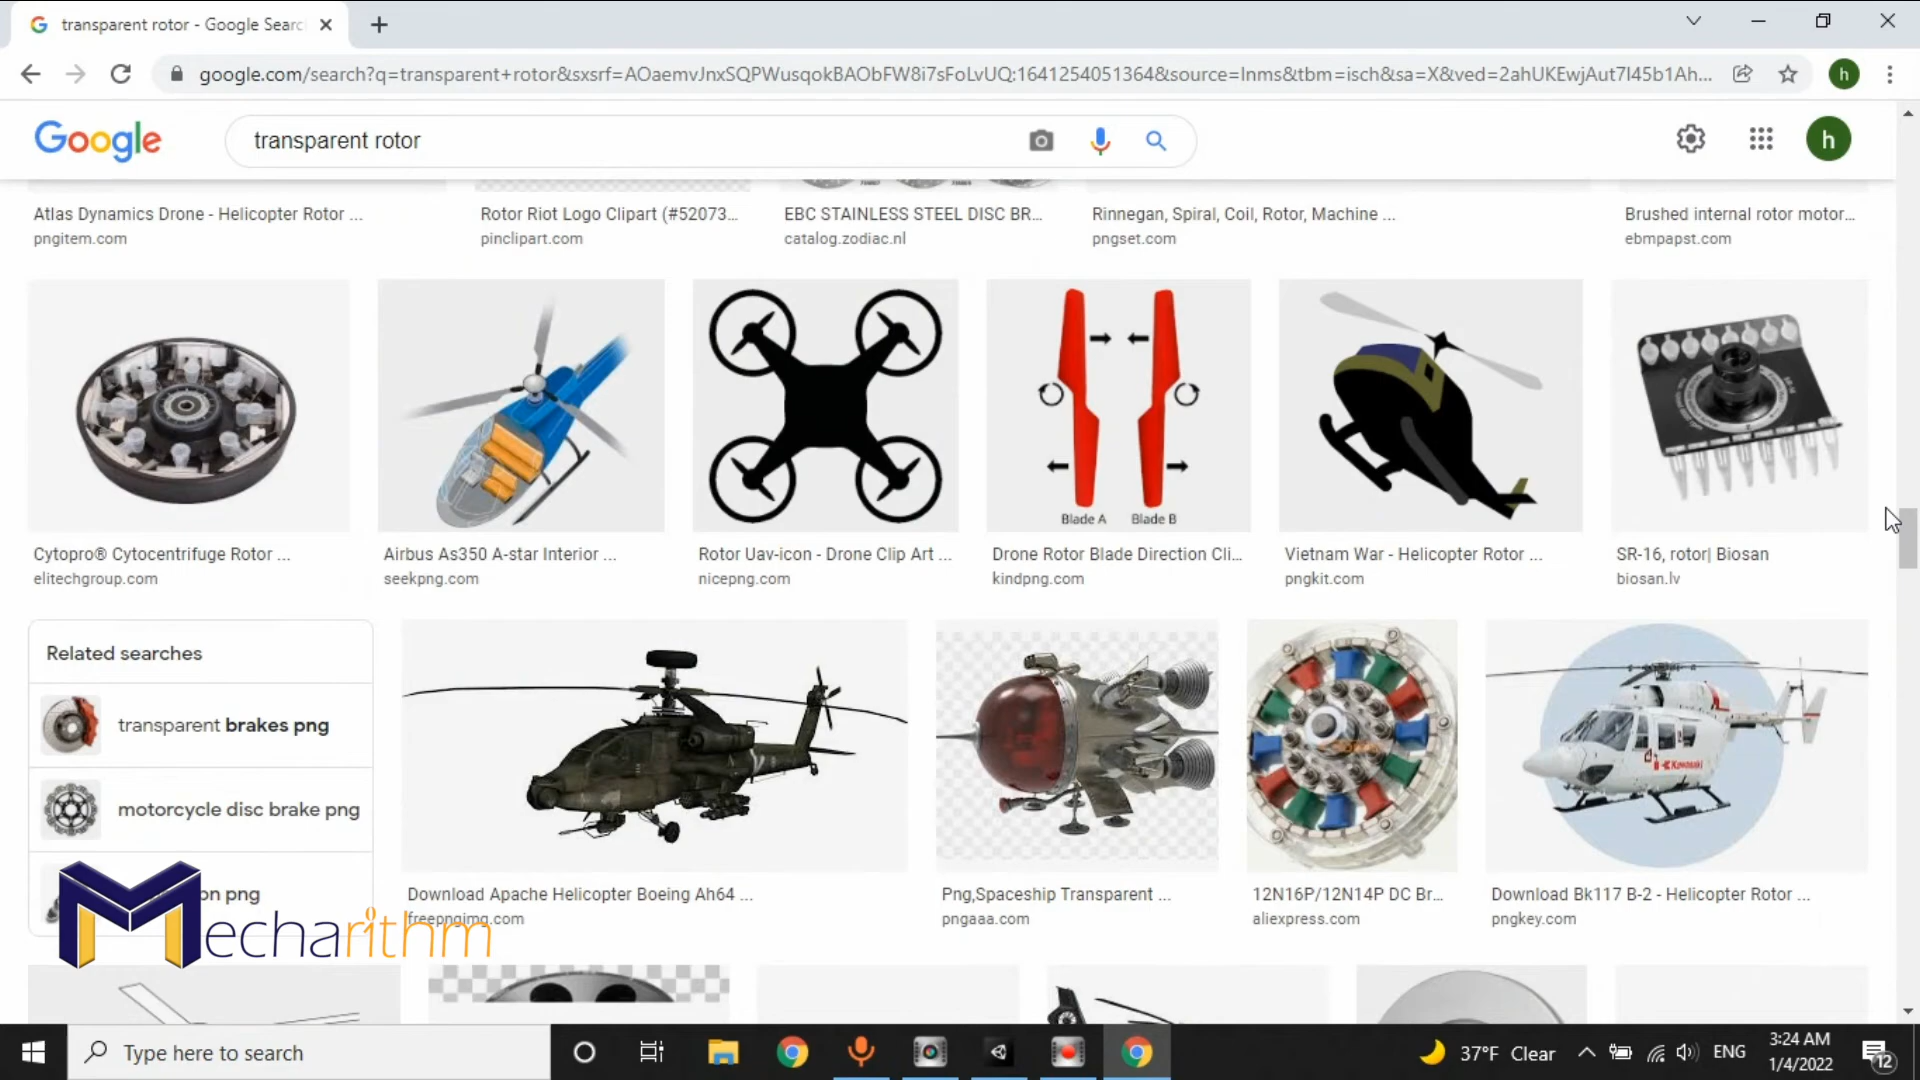 transparent rotor - Google Searc
google.com/search?q=transparent+rotor&sxsrf=AOaemvJnxSQPWusqokBAObFW8i7sFoLvUQ:1641254051364&source=lnms&tbm=isch&sa=X&ved=2ahUKEwjAut7I45b1Ah...
h
Google
transparent rotor
h
Atlas Dynamics Drone - Helicopter Rotor ...
pngitem.com
Rotor Riot Logo Clipart (#52073...
pinclipart.com
EBC STAINLESS STEEL DISC BR...
catalog.zodiac.nl
Rinnegan, Spiral, Coil, Rotor, Machine ...
pngset.com
Brushed internal rotor motor...
ebmpapst.com
Blade A
Blade B
Cytopro® Cytocentrifuge Rotor ...
elitechgroup.com
Airbus As350 A-star Interior ...
seekpng.com
Rotor Uav-icon - Drone Clip Art ...
nicepng.com
Drone Rotor Blade Direction Cli...
kindpng.com
Vietnam War - Helicopter Rotor ...
pngkit.com
SR-16, rotor| Biosan
biosan.lv
Related searches
transparent brakes png
motorcycle disc brake png
on png
Kawasaki
Download Apache Helicopter Boeing Ah64 ...
freepngimg.com
Png,Spaceship Transparent ...
pngaaa.com
12N16P/12N14P DC Br...
aliexpress.com
Download Bk117 B-2 - Helicopter Rotor ...
pngkey.com
Mecharithm
Type here to search
37°F Clear
ENG
3:24 AM
1/4/2022
12